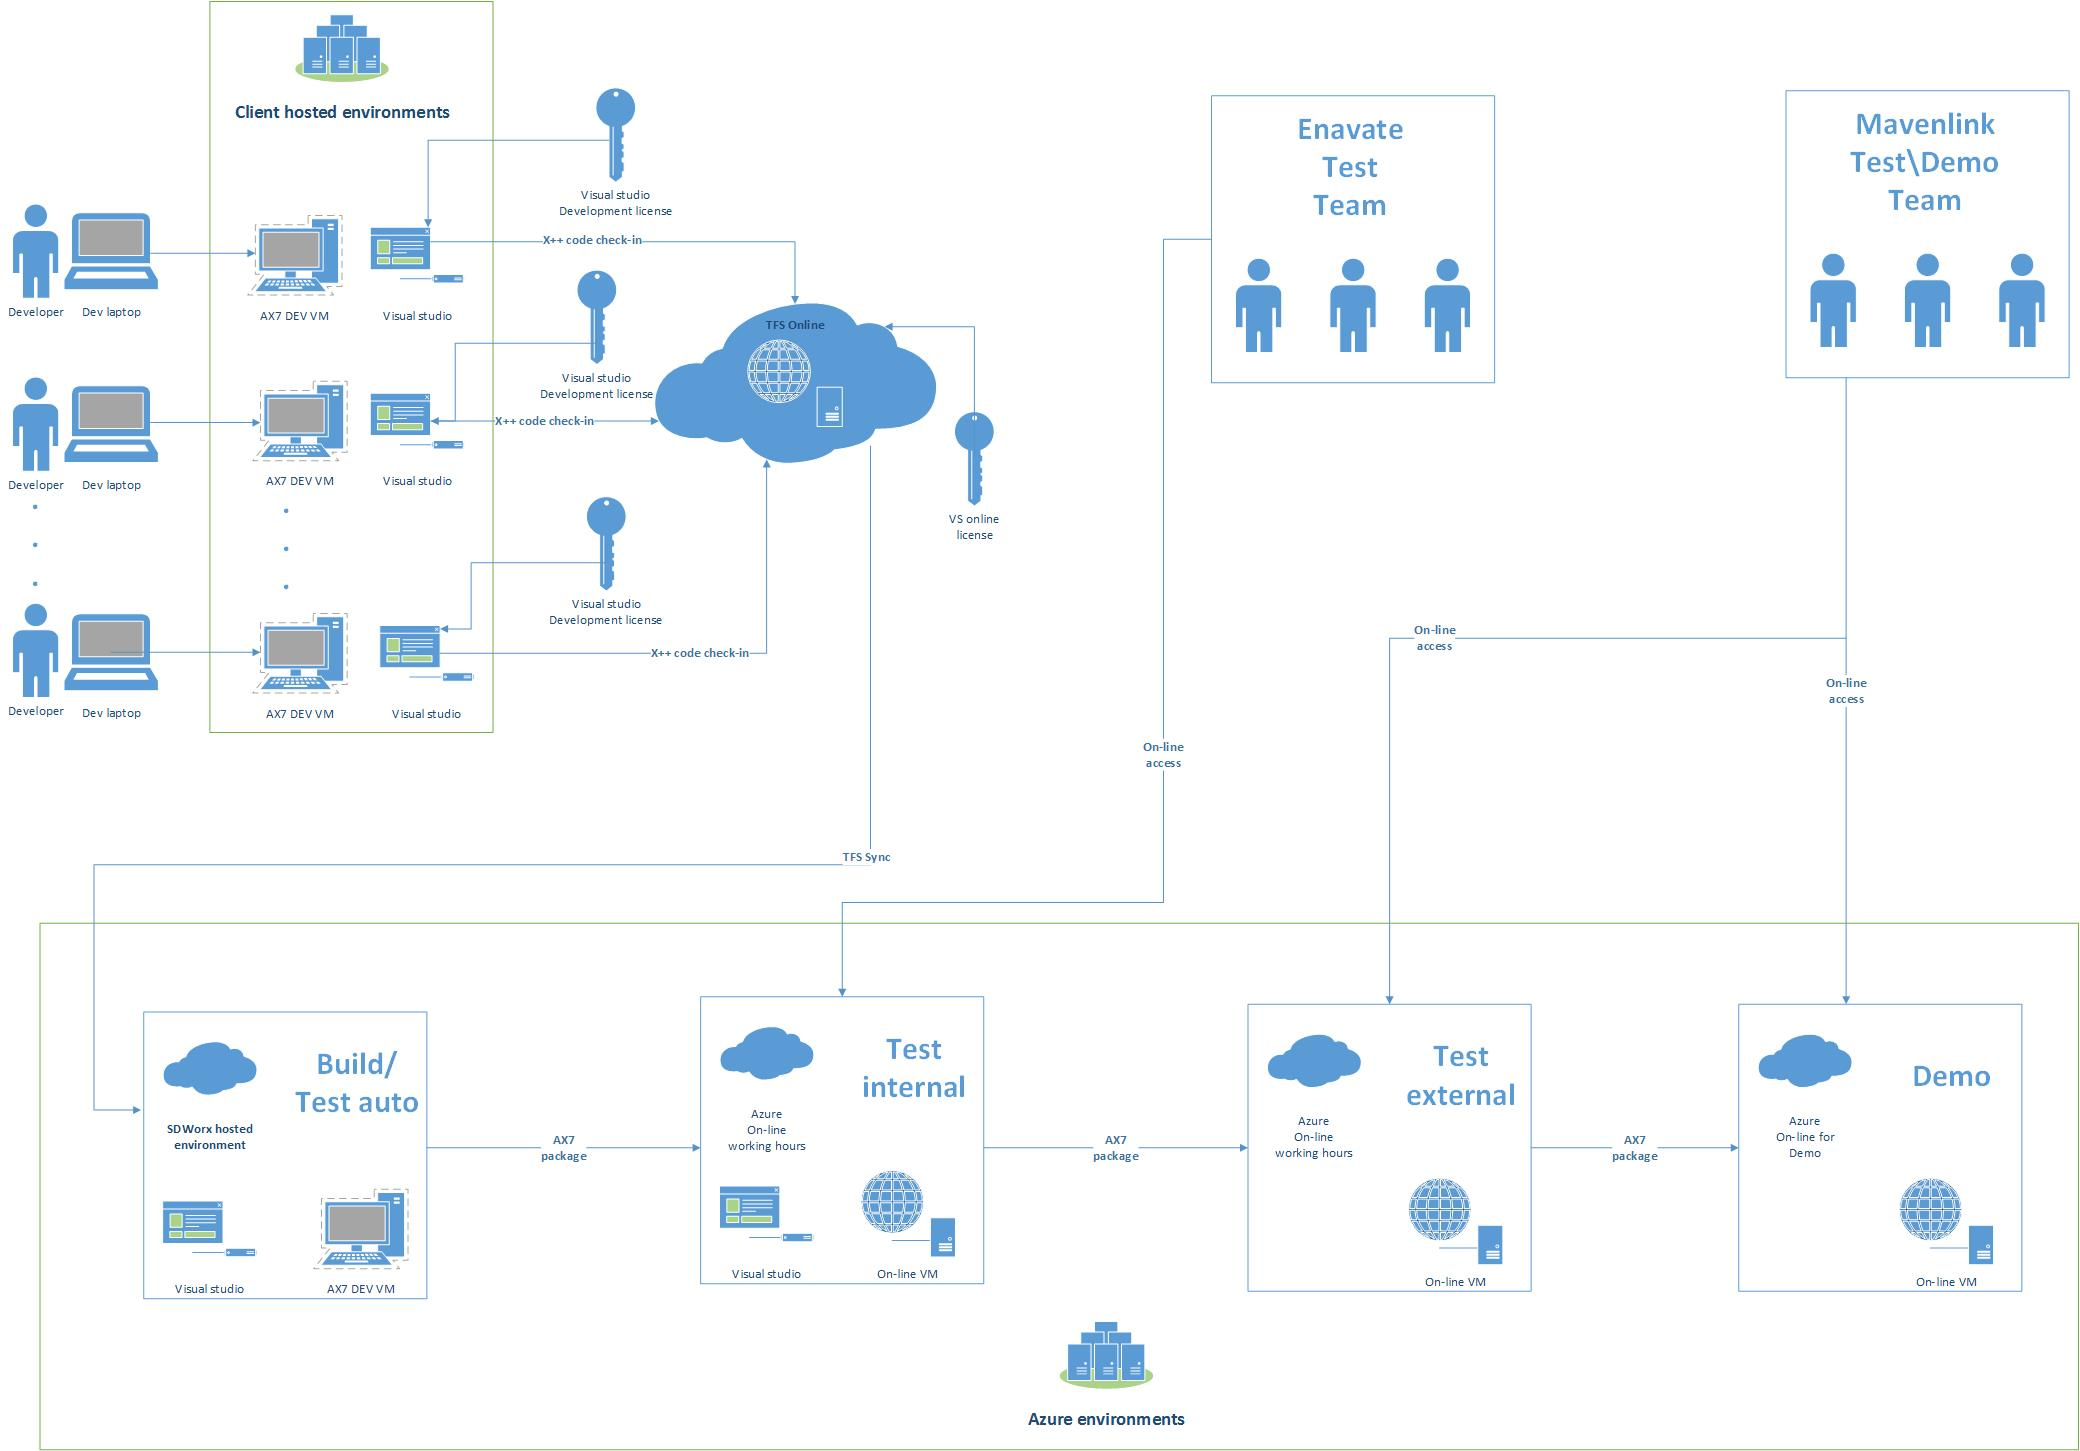 Client hosted environments
Visual studio
Development license
X++ code check-in
Developer
Dev laptop
AX7 DEV VM
Visual studio
Visual studio
Development license
X++ code check-in
Developer
Dev laptop
AX7 DEV VM
Visual studio
Visual studio
Development license
X++ code check-in
Developer
Dev laptop
AX7 DEV VM
Visual studio
TFS Online
VS online
license
Enavate
Test
Team
Mavenlink
Test\Demo
Team
On-line
access
On-line
access
On-line
access
TFS Sync
Build/
Test auto
SDWorx hosted
environment
Visual studio
AX7 DEV VM
AX7
package
Test
internal
Azure
On-line
working hours
Visual studio
On-line VM
AX7
package
Test
external
Azure
On-line
working hours
On-line VM
AX7
package
Demo
Azure
On-line for
Demo
On-line VM
Azure environments